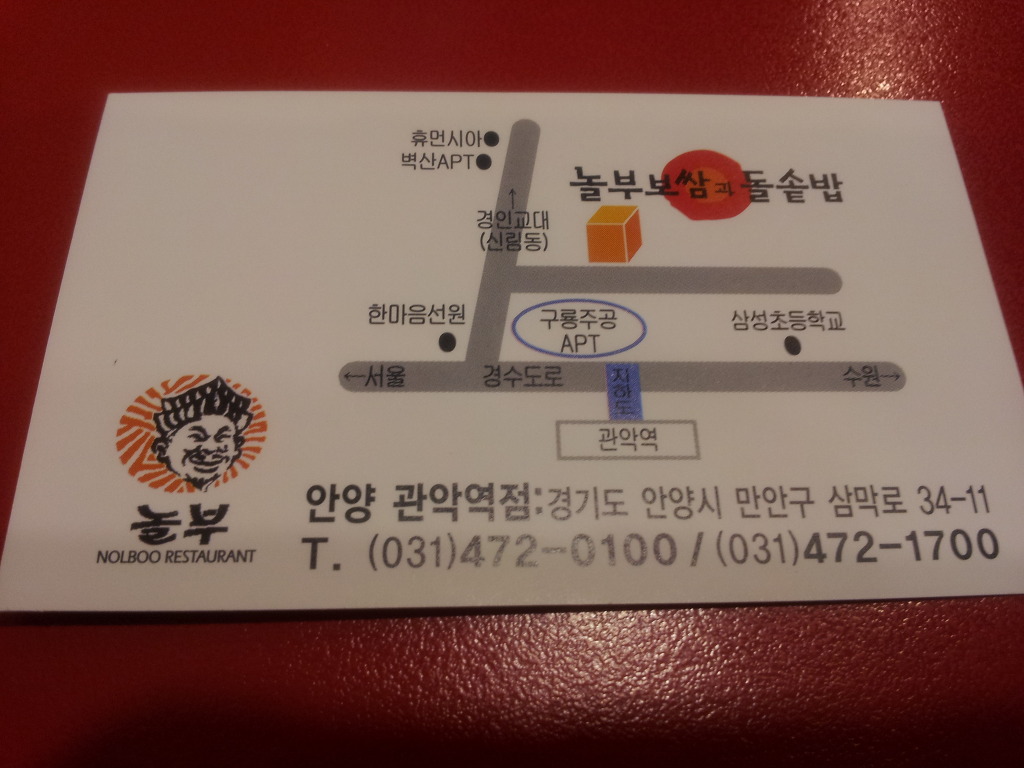 휴먼시아
벽산APT
놀부보쌈과 돌솥밥
↑
경인교대
(신림동)
한마음선원
구룡주공
APT
삼성초등학교
←서울
경수도로
지하도
수원→
관악역
놀부
NOLBOO RESTAURANT
안양 관악역점:경기도 안양시 만안구 삼막로 34-11
T. (031)472-0100 / (031)472-1700